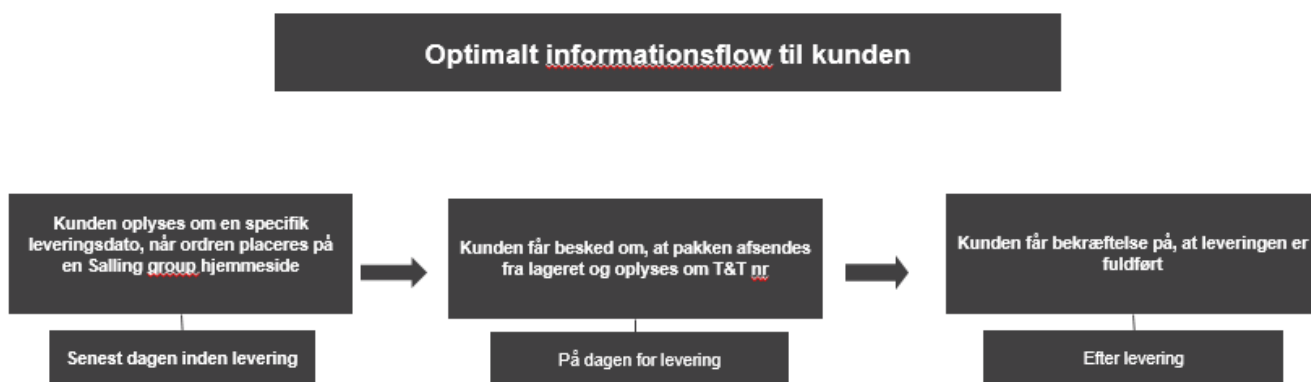 Optimalt informationsflow til kunden
Kunden oplyses om en specifik
leveringsdato, når ordren placeres på
en Salling group hjemmeside
Senest dagen inden levering
Kunden får besked om, at pakken afsendes
fra lageret og oplyses om T&T nr
På dagen for levering
Kunden får bekræftelse på, at leveringen er
fuldført
Efter levering